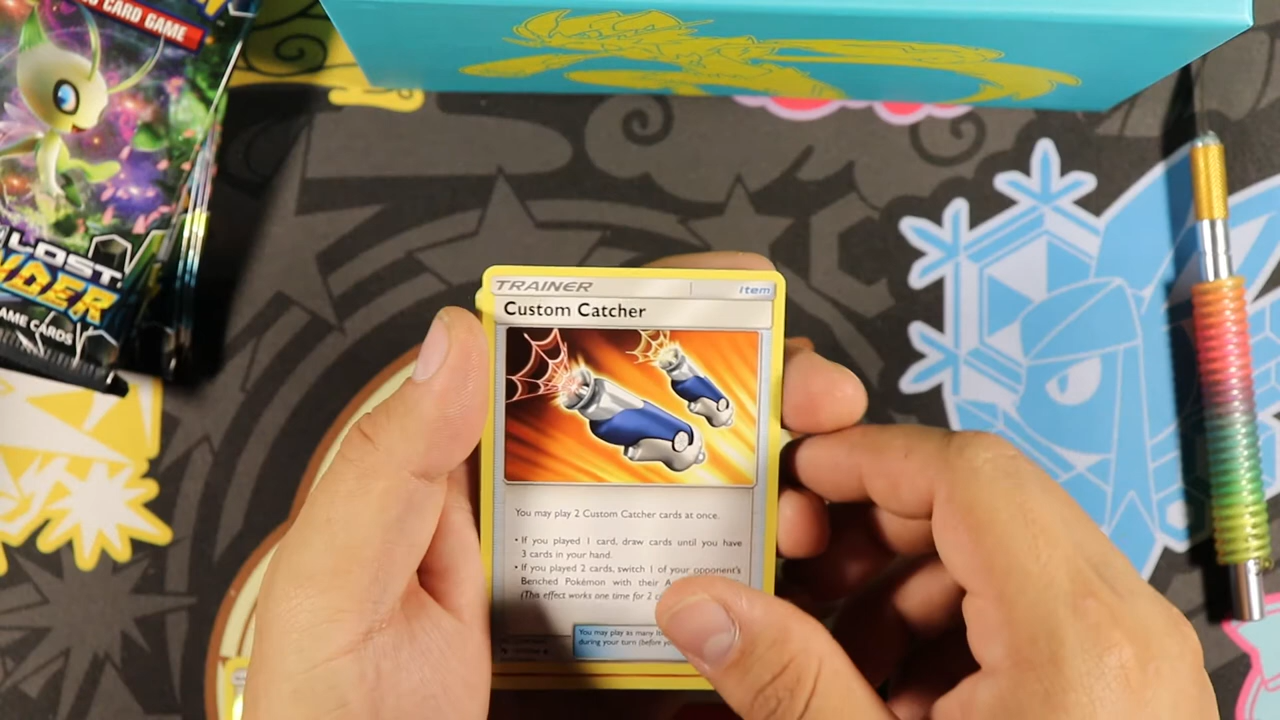 CARD GAME
LOST
GAME CARDS
TRAINER
Item
Custom Catcher
You may play 2 Custom Catcher cards at once.
• If you played 1 card, draw cards until you have
3 cards in your hand.
• If you played 2 cards, switch 1 of your opponent's
Benched Pokémon with their
(This effect works one time for 2
You may play as many
during your turn (before